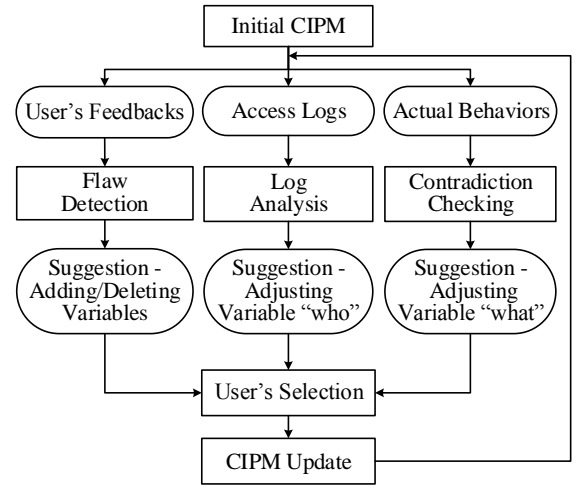 Initial CIPM
User's Feedbacks
Access Logs
Actual Behaviors
Flaw
Detection
Log
Analysis
Contradiction
Checking
Suggestion -
Adding/Deleting
Variables
Suggestion -
Adjusting
Variable “who”
Suggestion -
Adjusting
Variable “what”
User's Selection
CIPM Update